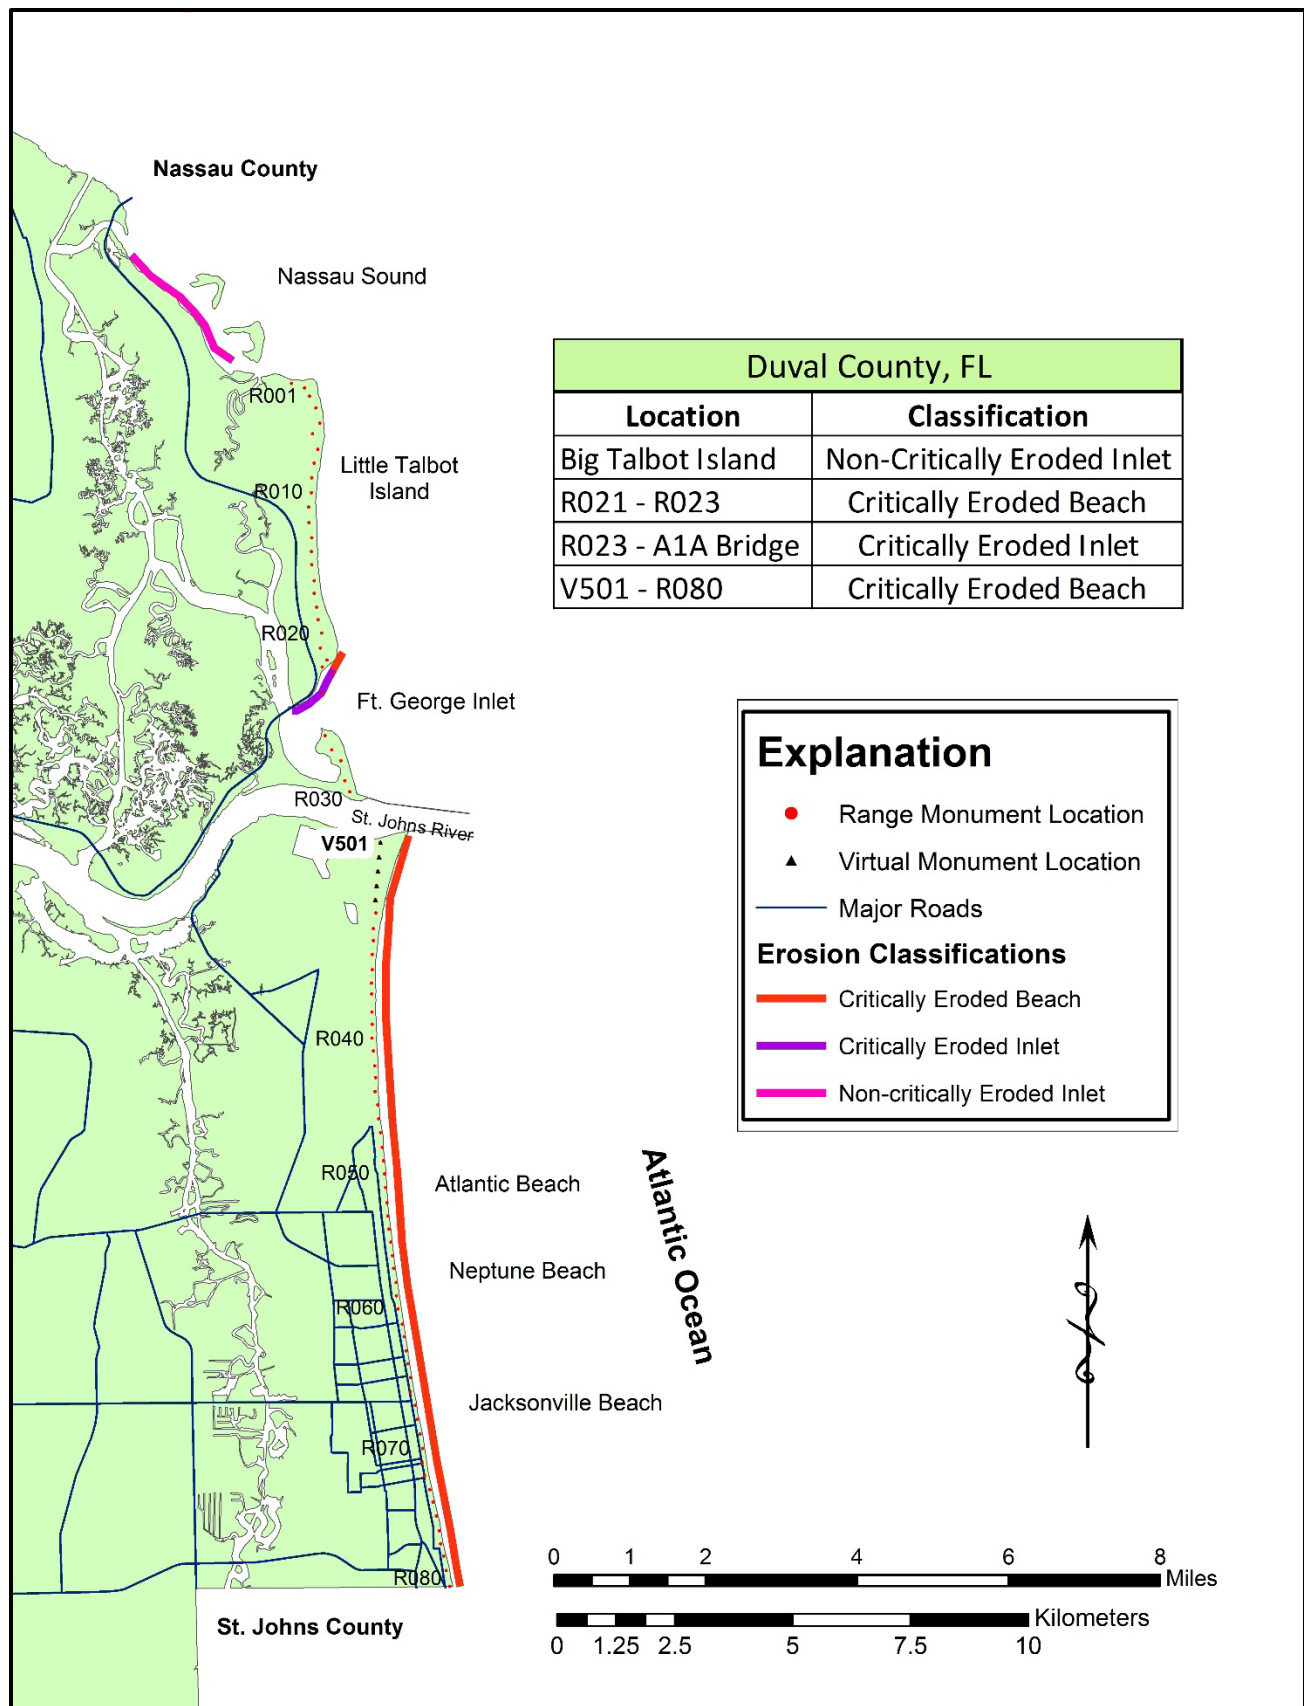 Nassau County
Nassau Sound
R001
Little Talbot
Island
R010
R020
Ft. George Inlet
R030
St. Johns River
V501
R040
R050
Atlantic Beach
Neptune Beach
R060
Jacksonville Beach
R070
R080
St. Johns County
Atlantic Ocean
Duval County, FL
Location Classification
Big Talbot Island Non-Critically Eroded Inlet
R021 - R023 Critically Eroded Beach
R023 - A1A Bridge Critically Eroded Inlet
V501 - R080 Critically Eroded Beach
Explanation
Range Monument Location
Virtual Monument Location
Major Roads
Erosion Classifications
Critically Eroded Beach
Critically Eroded Inlet
Non-critically Eroded Inlet
0 1 2 4 6 8
Miles
Kilometers
0 1.25 2.5 5 7.5 10